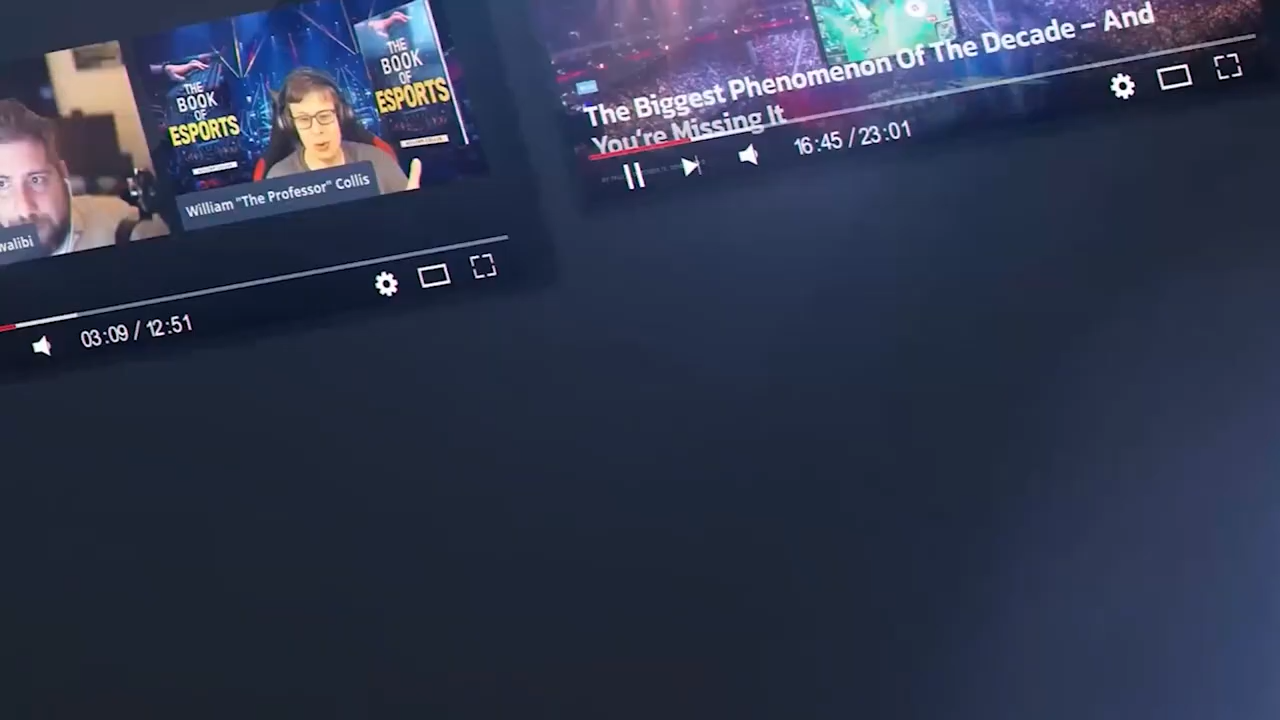 THE
BOOK
OF
ESPORTS
THE
BOOK
OF
ESPORTS
walibi
William "The Professor" Collis
03:09 / 12:51
The Biggest Phenomenon Of The Decade – And
You're Missing It
16:45 / 23:01